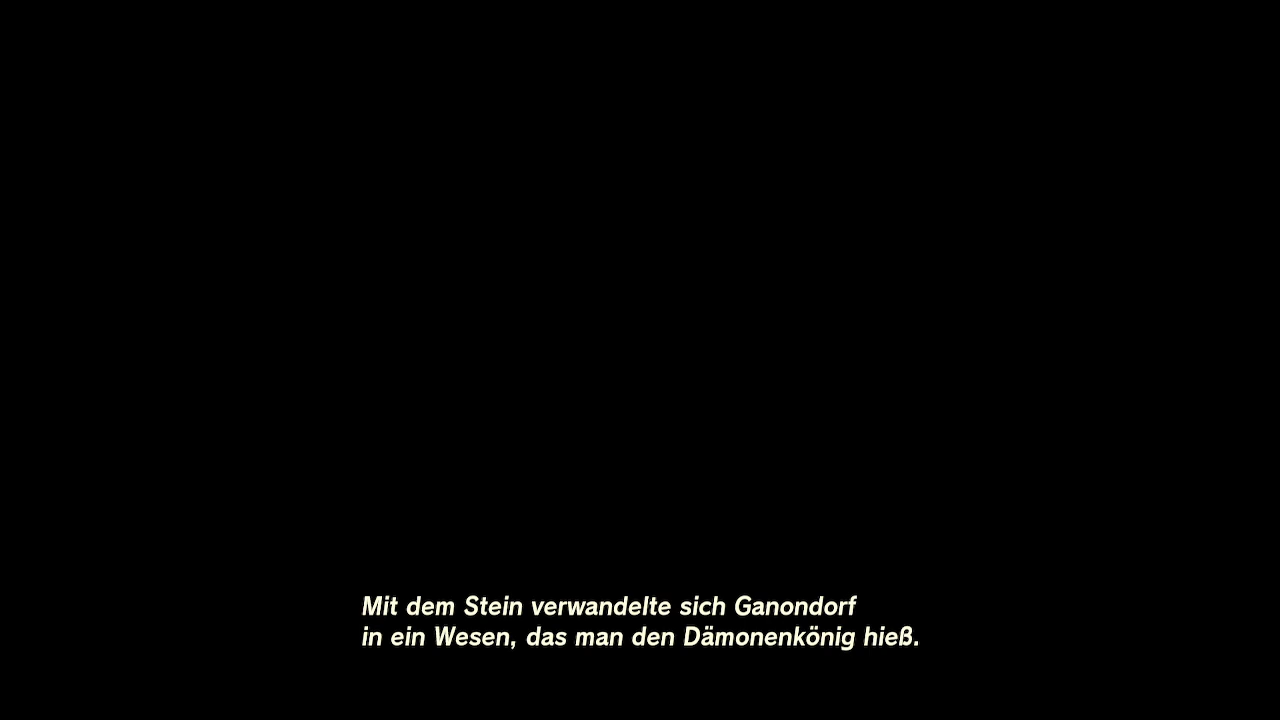 Mit dem Stein verwandelte sich Ganondorf
in ein Wesen, das man den Dämonenkönig hieß.